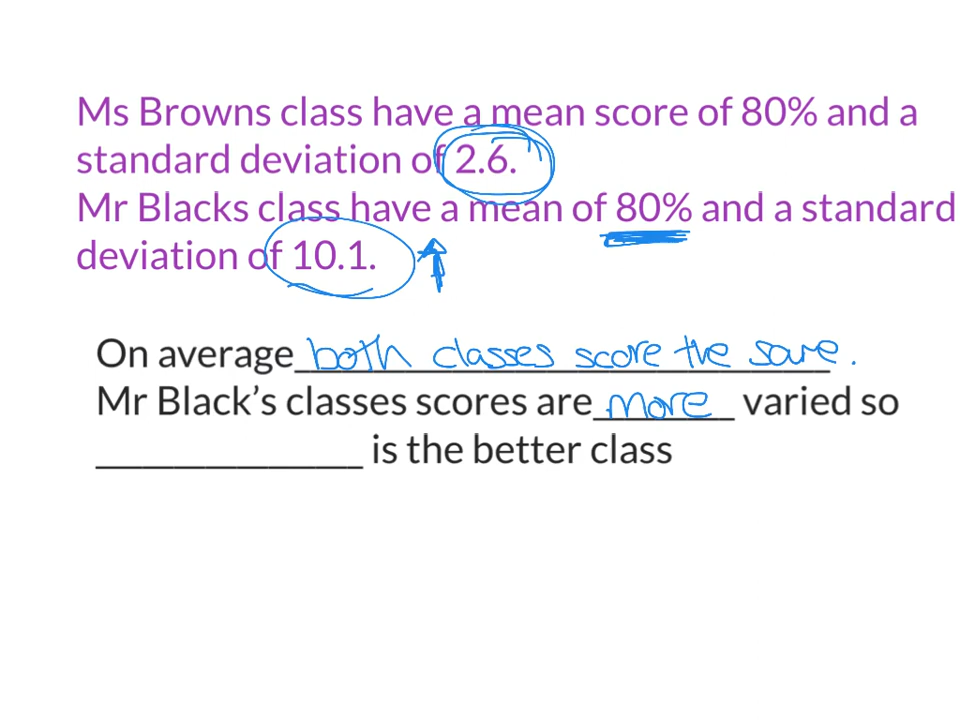 Ms Browns class have a mean score of 80% and a
standard deviation of 2.6.
Mr Blacks class have a mean of 80% and a standard
deviation of 10.1.
On average both classes score the same.
Mr Black's classes scores are more varied so
______________ is the better class